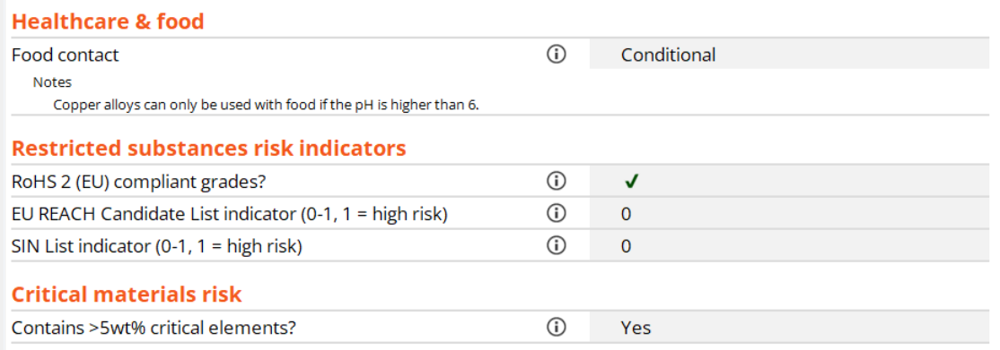 Healthcare & food
Food contact Conditional
Notes
Copper alloys can only be used with food if the pH is higher than 6.
Restricted substances risk indicators
RoHS 2 (EU) compliant grades? ✓
EU REACH Candidate List indicator (0-1, 1 = high risk) 0
SIN List indicator (0-1, 1 = high risk) 0
Critical materials risk
Contains >5wt% critical elements? Yes